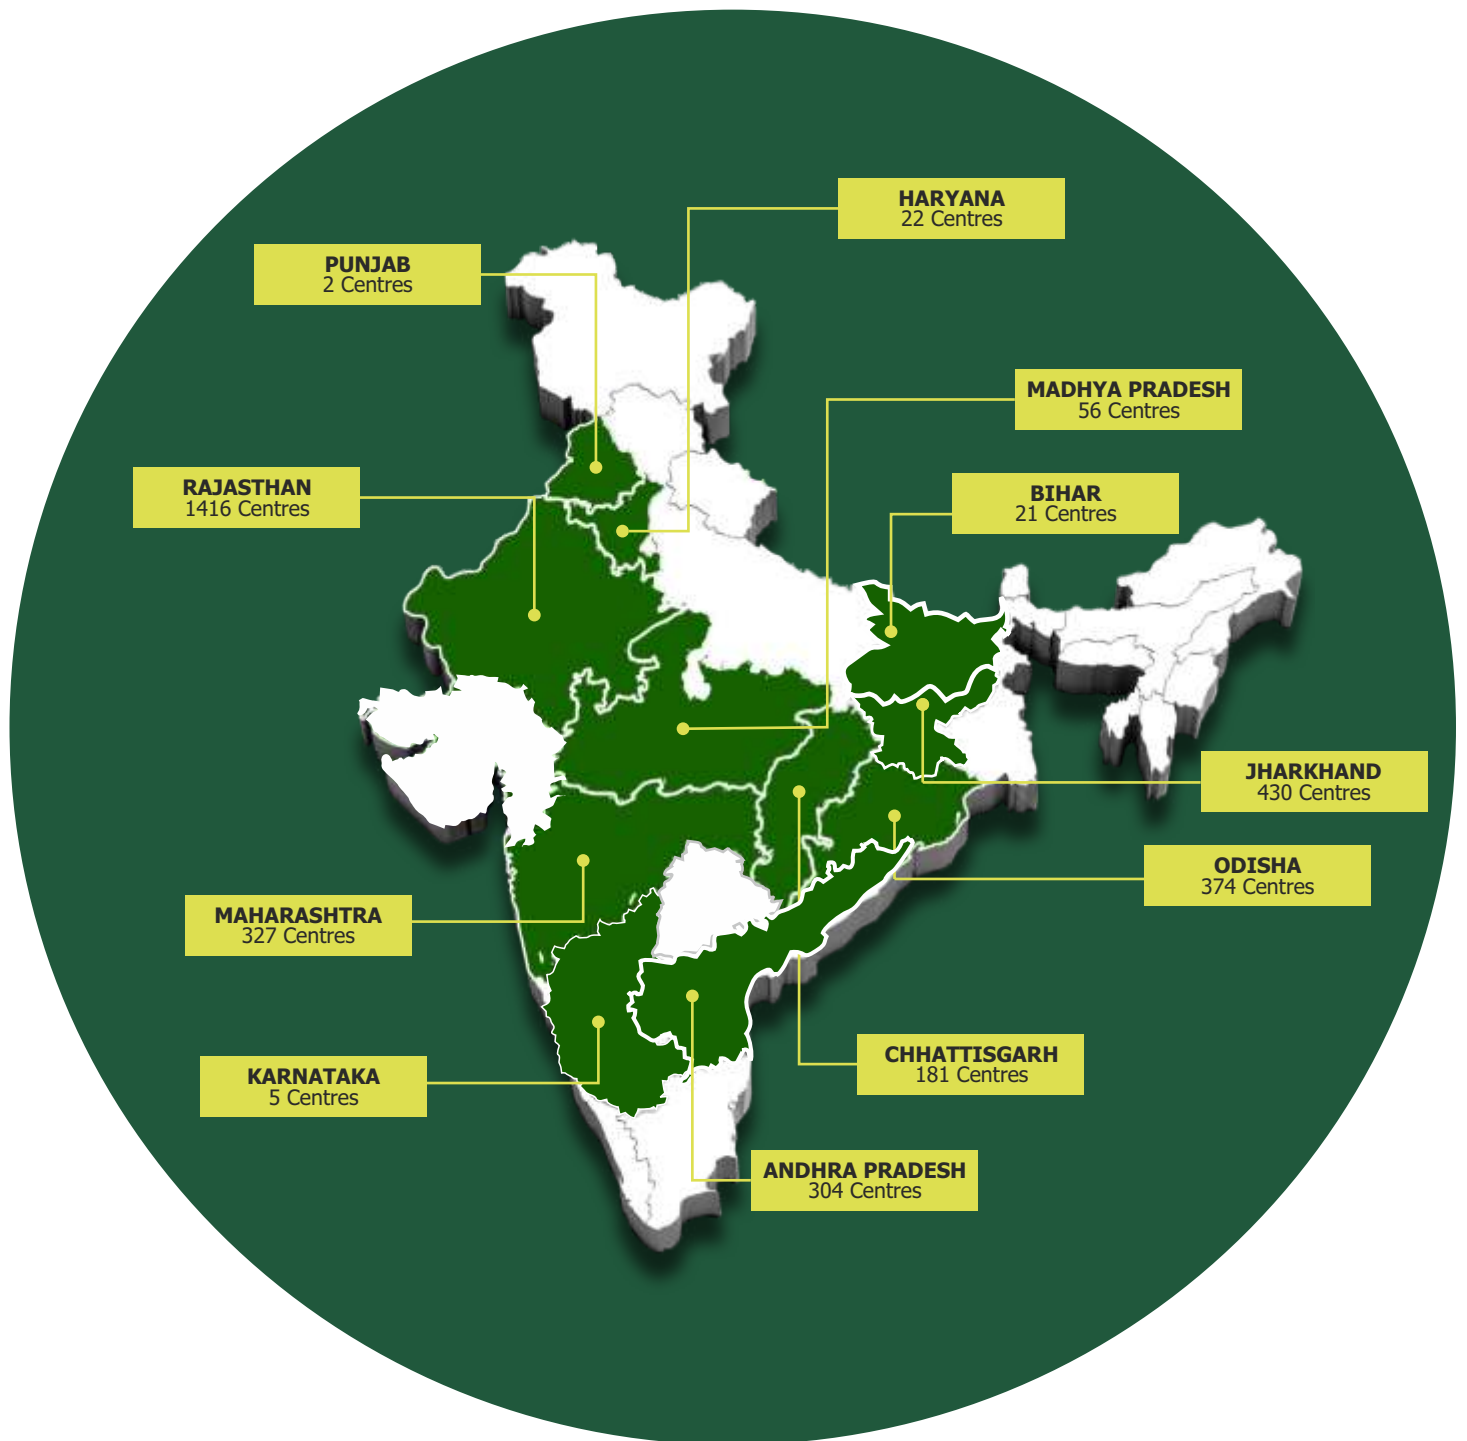 HARYANA
22 Centres
PUNJAB
2 Centres
MADHYA PRADESH
56 Centres
RAJASTHAN
1416 Centres
BIHAR
21 Centres
JHARKHAND
430 Centres
ODISHA
374 Centres
MAHARASHTRA
327 Centres
CHHATTISGARH
181 Centres
KARNATAKA
5 Centres
ANDHRA PRADESH
304 Centres